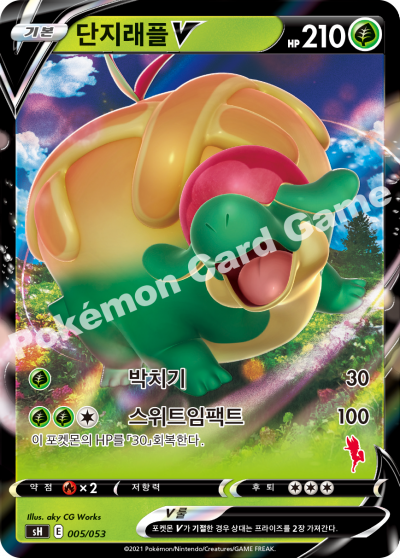 기본 단지래플 V HP 210
Pokémon Card Game
박치기 30
스위트임팩트 100
이 포켓몬의 HP를 「30」회복한다.
약점 ×2 저항력 후퇴
Illus. aky CG Works
sH E 005/053
V 룰
포켓몬 V가 기절한 경우 상대는 프라이즈를 2장 가져간다.
©2021 Pokémon/Nintendo/Creatures/GAME FREAK.